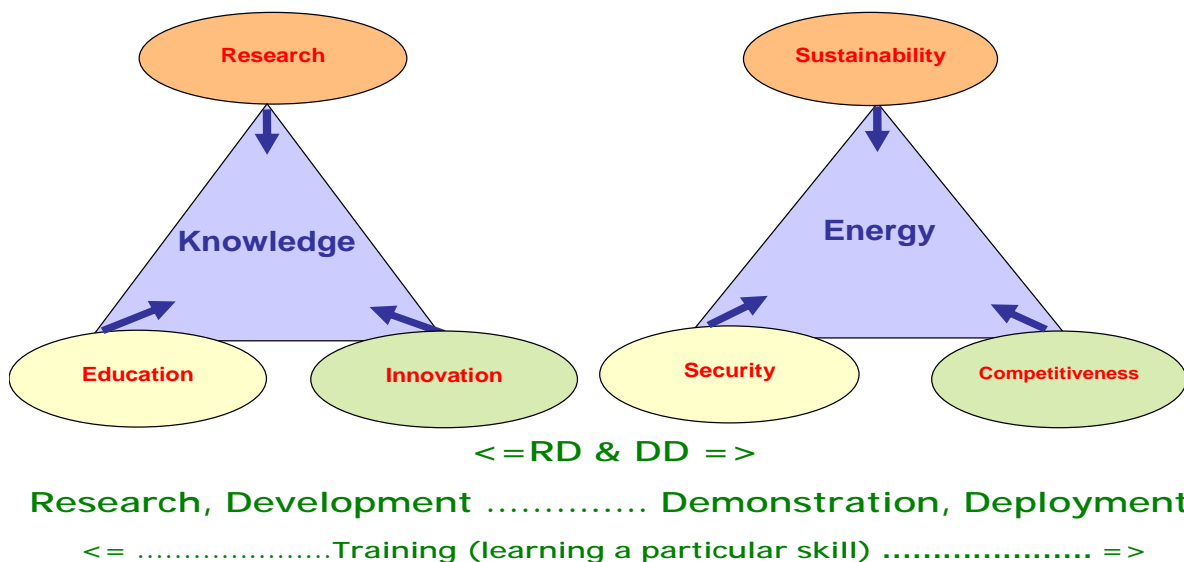 Research
Sustainability
Knowledge
Energy
Education
Innovation
Security
Competitiveness
<=RD & DD =>
Research, Development .............. Demonstration, Deployment
<= .....................Training (learning a particular skill) ..................... =>